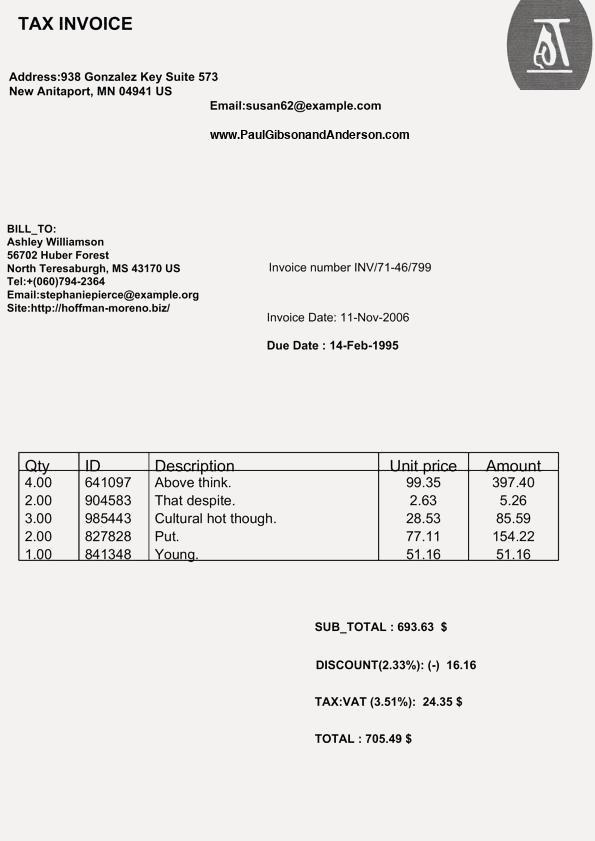 TAX INVOICE
Address:938 Gonzalez Key Suite 573
New Anitaport, MN 04941 US
Email:susan62@example.com
www.PaulGibsonandAnderson.com
BILL_TO:
Ashley Williamson
56702 Huber Forest
North Teresaburgh, MS 43170 US
Tel:+(060)794-2364
Email:stephaniepierce@example.org
Site:http://hoffman-moreno.biz/
Invoice number INV/71-46/799
Invoice Date: 11-Nov-2006
Due Date : 14-Feb-1995
Qty ID Description Unit price Amount
4.00 641097 Above think. 99.35 397.40
2.00 904583 That despite. 2.63 5.26
3.00 985443 Cultural hot though. 28.53 85.59
2.00 827828 Put. 77.11 154.22
1.00 841348 Young. 51.16 51.16
SUB_TOTAL : 693.63 $
DISCOUNT(2.33%): (-) 16.16
TAX:VAT (3.51%): 24.35 $
TOTAL : 705.49 $